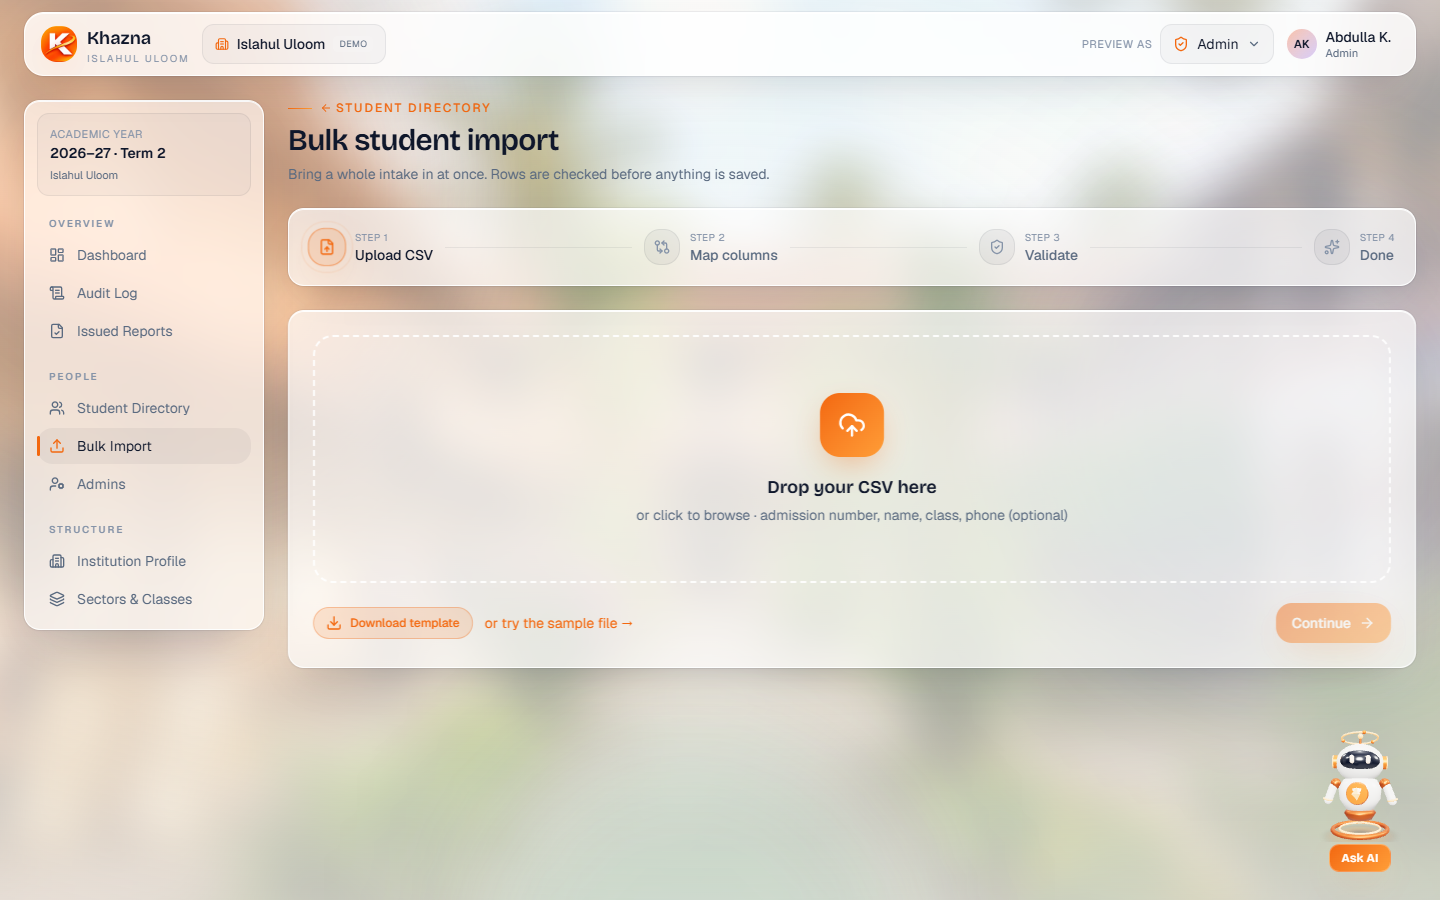 Khazna
ISLAHUL ULOOM
Islahul Uloom DEMO
PREVIEW AS
Admin
AK
Abdulla K.
Admin
ACADEMIC YEAR
2026–27 · Term 2
Islahul Uloom
OVERVIEW
Dashboard
Audit Log
Issued Reports
PEOPLE
Student Directory
Bulk Import
Admins
STRUCTURE
Institution Profile
Sectors & Classes
← STUDENT DIRECTORY
Bulk student import
Bring a whole intake in at once. Rows are checked before anything is saved.
STEP 1
Upload CSV
STEP 2
Map columns
STEP 3
Validate
STEP 4
Done
Drop your CSV here
or click to browse · admission number, name, class, phone (optional)
Download template
or try the sample file →
Continue →
Ask AI